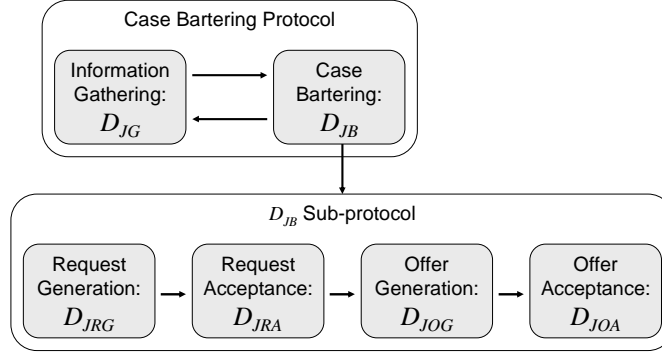 Case Bartering Protocol
Information
Gathering:
D_JG
Case
Bartering:
D_JB
D_JB Sub-protocol
Request
Generation:
D_JRG
Request
Acceptance:
D_JRA
Offer
Generation:
D_JOG
Offer
Acceptance:
D_JOA